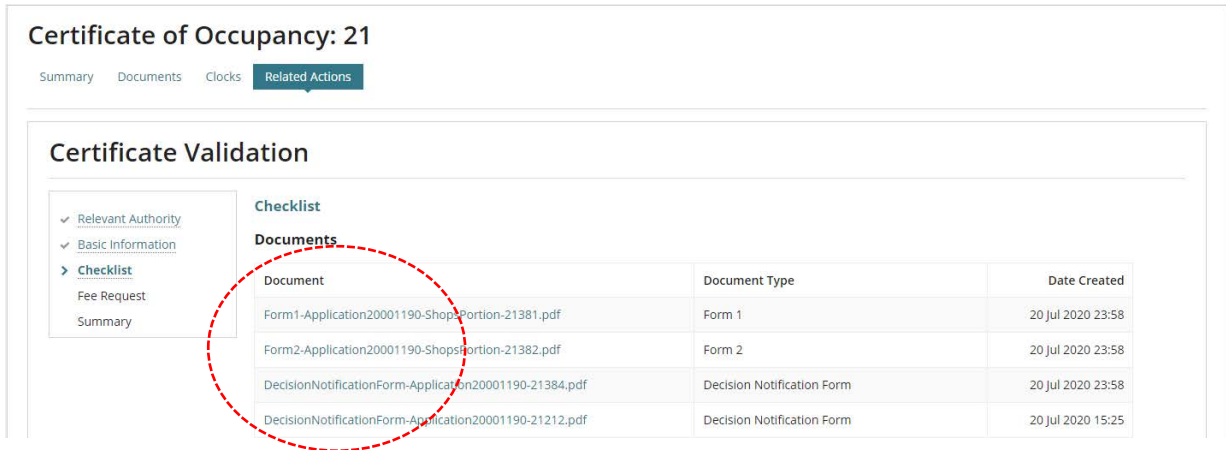 Certificate of Occupancy: 21
Summary Documents Clocks Related Actions
Certificate Validation
Relevant Authority
Basic Information
Checklist
Fee Request
Summary
Checklist
Documents
Document Document Type Date Created
Form1-Application20001190-ShopsPortion-21381.pdf Form 1 20 Jul 2020 23:58
Form2-Application20001190-ShopsPortion-21382.pdf Form 2 20 Jul 2020 23:58
DecisionNotificationForm-Application20001190-21384.pdf Decision Notification Form 20 Jul 2020 23:58
DecisionNotificationForm-Application20001190-21212.pdf Decision Notification Form 20 Jul 2020 15:25